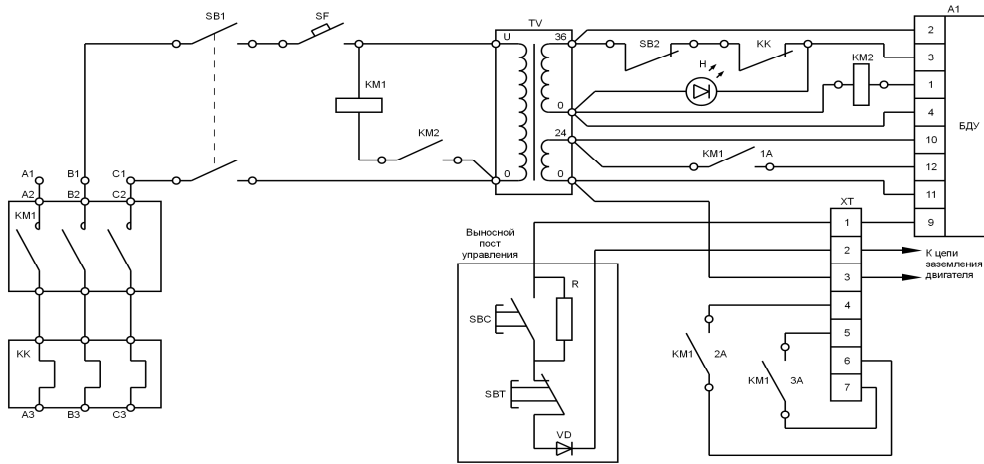 A1
SB1
SF
TV
U
36
SB2
KK
2
3
KM1
H
KM2
1
0
4
БДУ
KM2
24
10
KM1
1A
12
0
11
A1
B1
C1
A2
B2
C2
KM1
XT
1
9
Выносной
пост
управления
2
К цепи
заземления
двигателя
3
R
4
SBC
5
KM1
2A
6
KK
KM1
3A
7
SBT
A3
B3
C3
VD